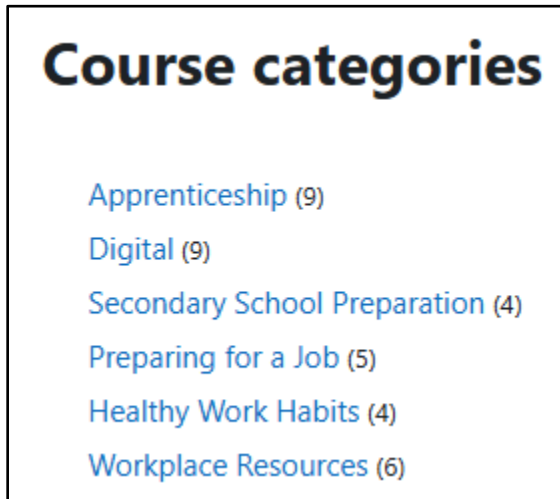 Course categories
Apprenticeship (9)
Digital (9)
Secondary School Preparation (4)
Preparing for a Job (5)
Healthy Work Habits (4)
Workplace Resources (6)